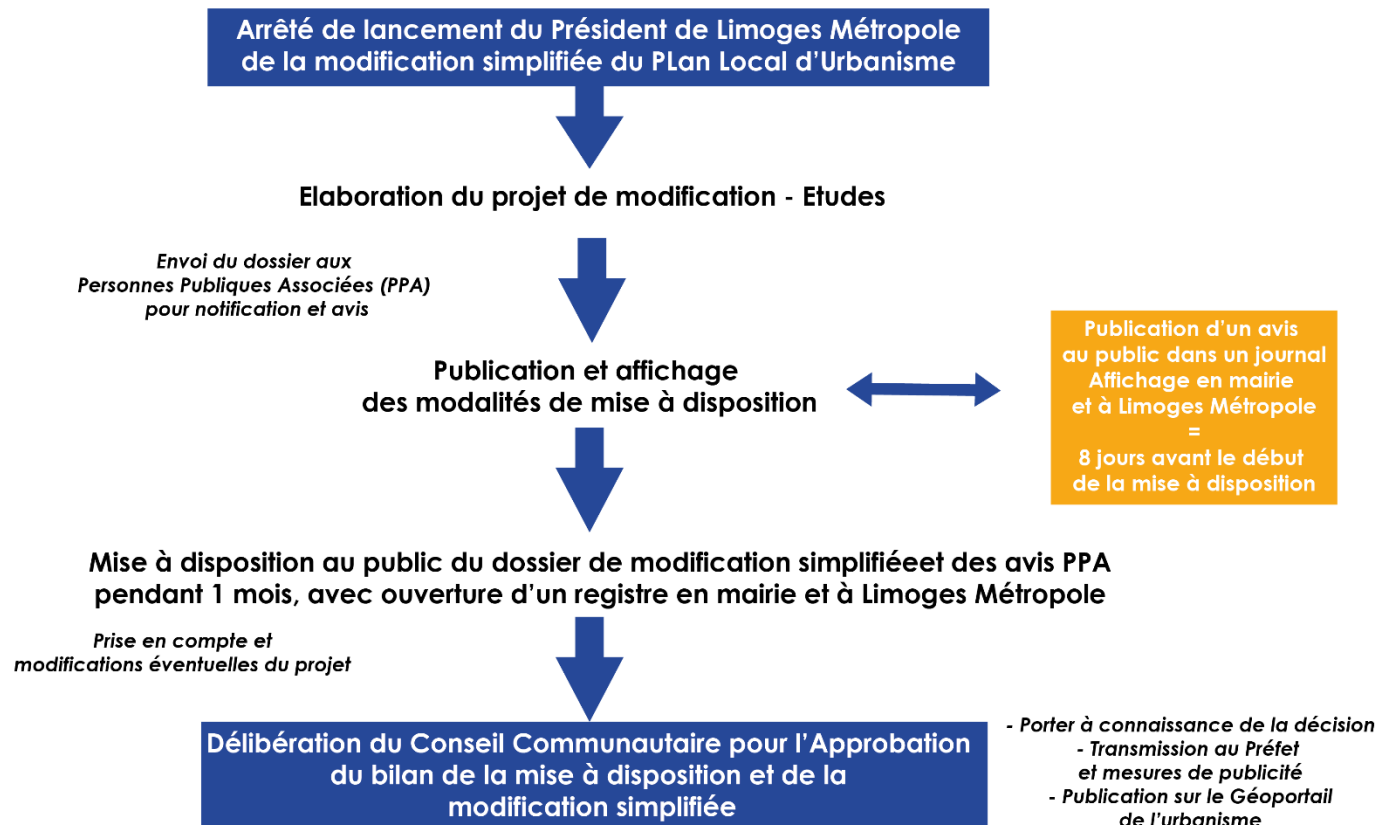 Arrêté de lancement du Président de Limoges Métropole
de la modification simplifiée du PLan Local d'Urbanisme
Elaboration du projet de modification - Etudes
Envoi du dossier aux
Personnes Publiques Associées (PPA)
pour notification et avis
Publication et affichage
des modalités de mise à disposition
Publication d'un avis
au public dans un journal
Affichage en mairie
et à Limoges Métropole
=
8 jours avant le début
de la mise à disposition
Mise à disposition au public du dossier de modification simplifiéeet des avis PPA
pendant 1 mois, avec ouverture d'un registre en mairie et à Limoges Métropole
Prise en compte et
modifications éventuelles du projet
Délibération du Conseil Communautaire pour l'Approbation
du bilan de la mise à disposition et de la
modification simplifiée
- Porter à connaissance de la décision
- Transmission au Préfet
et mesures de publicité
- Publication sur le Géoportail
de l'urbanisme